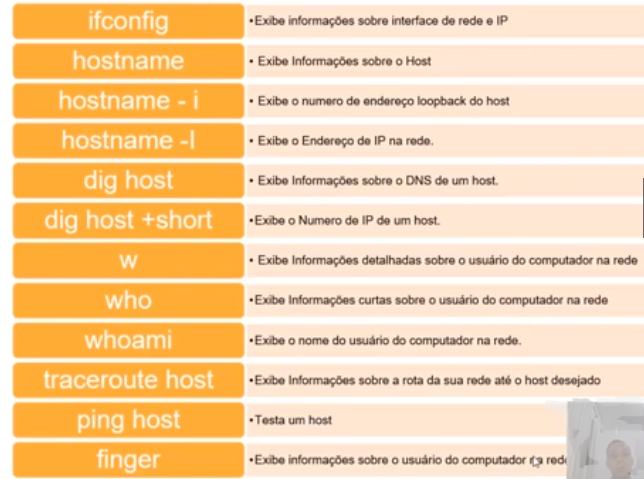 ifconfig •Exibe informações sobre interface de rede e IP
hostname • Exibe Informações sobre o Host
hostname - i • Exibe o numero de endereço loopback do host
hostname -I • Exibe o Endereço de IP na rede.
dig host • Exibe Informações sobre o DNS de um host.
dig host +short •Exibe o Numero de IP de um host.
w • Exibe Informações detalhadas sobre o usuário do computador na rede
who •Exibe Informações curtas sobre o usuário do computador na rede
whoami •Exibe o nome do usuário do computador na rede.
traceroute host •Exibe Informações sobre a rota da sua rede até o host desejado
ping host •Testa um host
finger •Exibe informações sobre o usuário do computador na rede